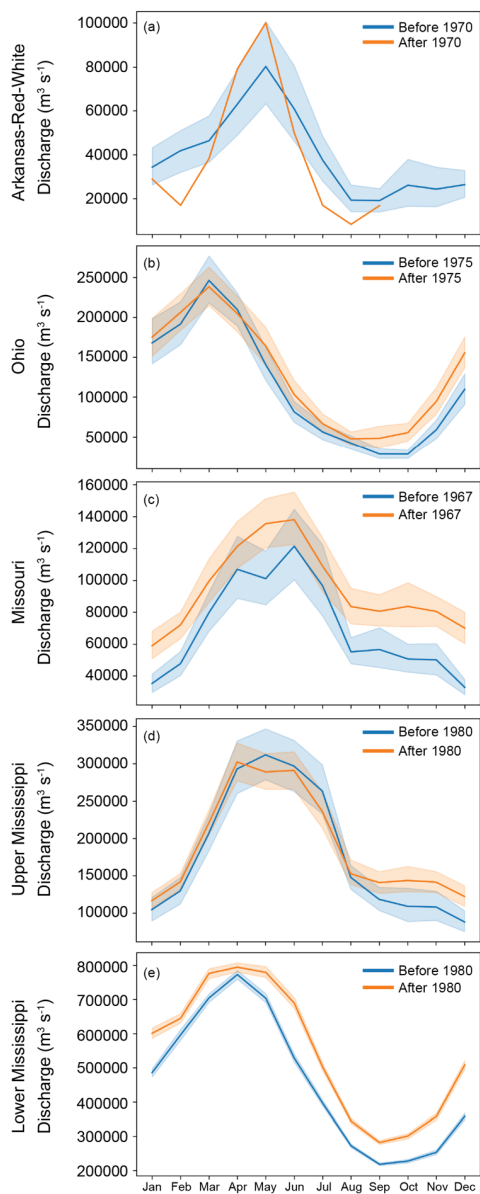 Arkansas-Red-White
Discharge (m³ s⁻¹)
(a)
Before 1970
After 1970
100000
80000
60000
40000
20000
Ohio
Discharge (m³ s⁻¹)
(b)
Before 1975
After 1975
250000
200000
150000
100000
50000
Missouri
Discharge (m³ s⁻¹)
(c)
Before 1967
After 1967
160000
140000
120000
100000
80000
60000
40000
Upper Mississippi
Discharge (m³ s⁻¹)
(d)
Before 1980
After 1980
350000
300000
250000
200000
150000
100000
Lower Mississippi
Discharge (m³ s⁻¹)
(e)
Before 1980
After 1980
800000
700000
600000
500000
400000
300000
200000
Jan Feb Mar Apr May Jun Jul Aug Sep Oct Nov Dec